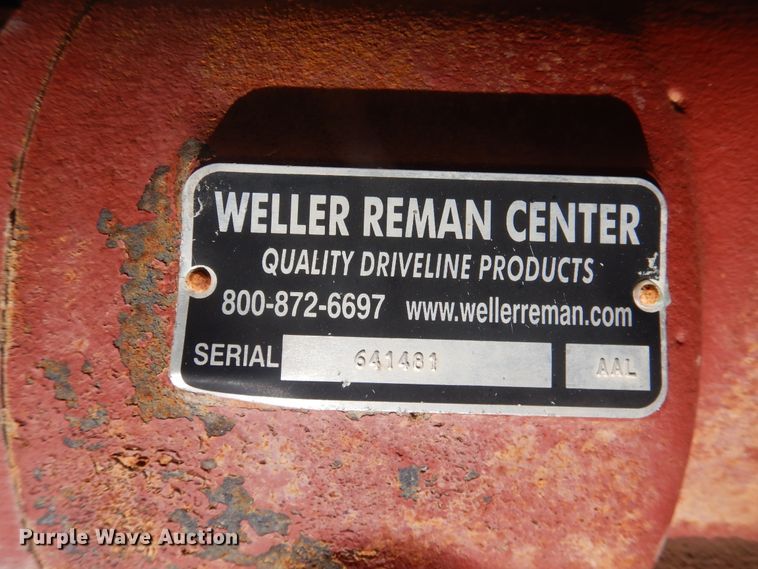 WELLER REMAN CENTER
QUALITY DRIVELINE PRODUCTS
800-872-6697 www.wellerreman.com
SERIAL 641481 AAL
Purple Wave Auction